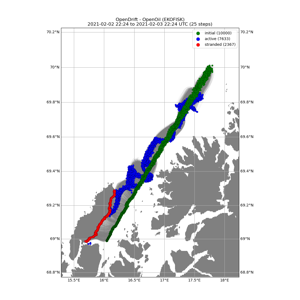 OpenDrift - OpenOil (EKOFISK)
2021-02-02 22:24 to 2021-02-03 22:24 UTC (25 steps)
initial (10000)
active (7633)
stranded (2367)
70.2°N 70.2°N
70°N 70°N
69.8°N 69.8°N
69.6°N 69.6°N
69.4°N 69.4°N
69.2°N 69.2°N
69°N 69°N
68.8°N 68.8°N
15.5°E 16°E 16.5°E 17°E 17.5°E 18°E